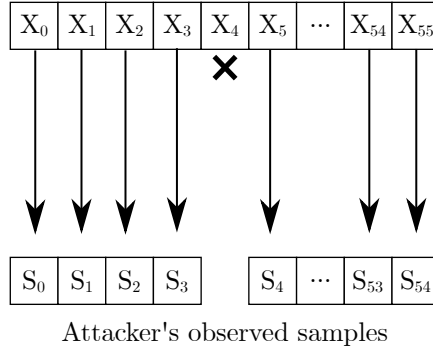 X₀ X₁ X₂ X₃ X₄ X₅ ... X₅₄ X₅₅
S₀ S₁ S₂ S₃ S₄ ... S₅₃ S₅₄
Attacker's observed samples